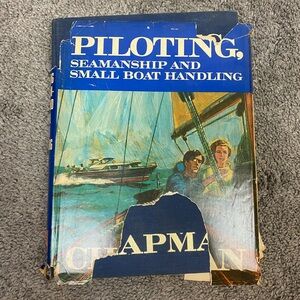 PILOTING,
SEAMANSHIP AND
SMALL BOAT HANDLING
CHAPMAN